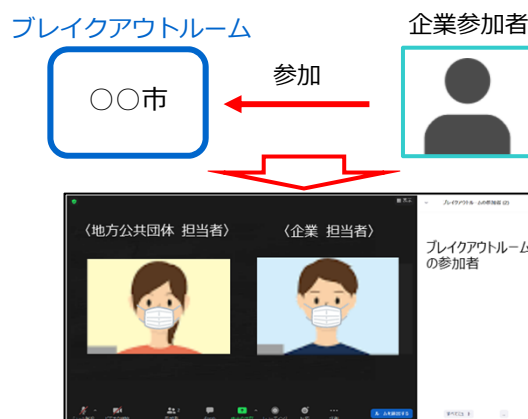 ブレイクアウトルーム
企業参加者
○○市
参加
〈地方公共団体 担当者〉
〈企業 担当者〉
ブレイクアウトルーム
の参加者